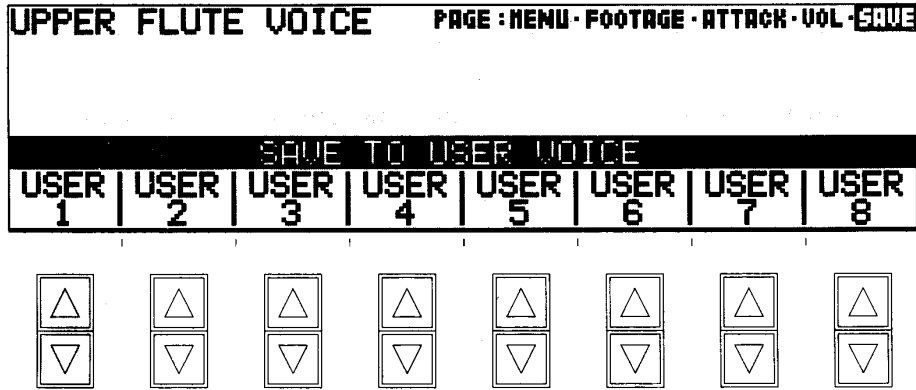 UPPER FLUTE VOICE PAGE : MENU · FOOTAGE · ATTACK · VOL · SAVE
SAVE TO USER VOICE
USER 1 USER 2 USER 3 USER 4 USER 5 USER 6 USER 7 USER 8